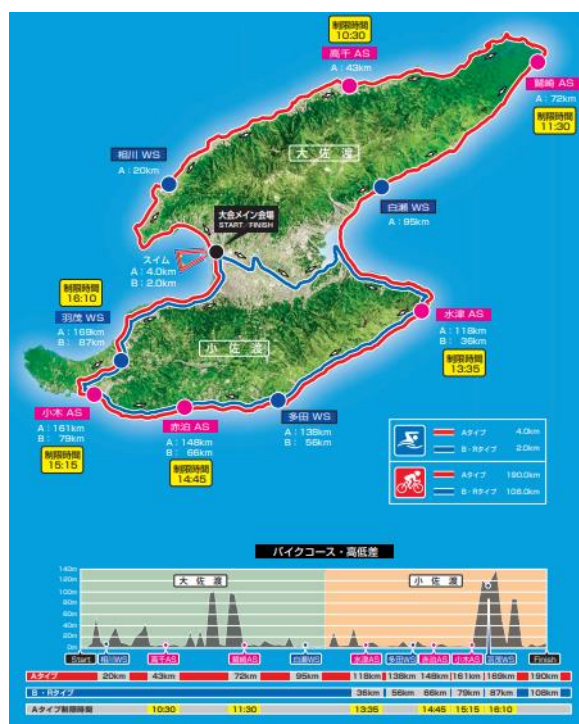 制限時間
10:30
高千 AS
A：43km
鷲崎 AS
A：72km
制限時間
11:30
相川 WS
A：20km
大佐渡
白瀬 WS
A：95km
大会メイン会場
START／FINISH
スイム
A：4.0km
B：2.0km
制限時間
16:10
羽茂 WS
A：169km
B： 87km
小佐渡
水津 AS
A：118km
B： 36km
制限時間
13:35
小木 AS
A：161km
B： 79km
制限時間
15:15
赤泊 AS
A：148km
B： 66km
制限時間
14:45
多田 WS
A：138km
B： 56km
Aタイプ 4.0km
B・Rタイプ 2.0km
Aタイプ 190.0km
B・Rタイプ 108.0km
バイクコース・高低差
140m
120m
100m
80m
60m
40m
20m
0m
大佐渡
小佐渡
Start 相川WS 高千AS 鷲崎AS 白瀬WS 水津AS 多田WS 赤泊AS 小木AS 羽茂WS Finish
Aタイプ 20km 43km 72km 95km 118km 138km 148km 161km 169km 190km
B・Rタイプ 36km 56km 66km 79km 87km 108km
Aタイプ制限時間 10:30 11:30 13:35 14:45 15:15 16:10